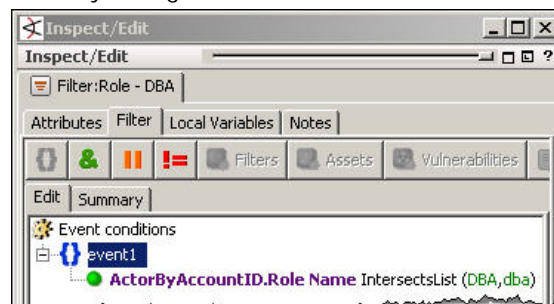 Inspect/Edit
Inspect/Edit ?
Filter:Role - DBA
Attributes Filter Local Variables Notes
{} & != Filters Assets Vulnerabilities
Edit Summary
Event conditions
{} event1
ActorByAccountID.Role Name IntersectsList (DBA,dba)